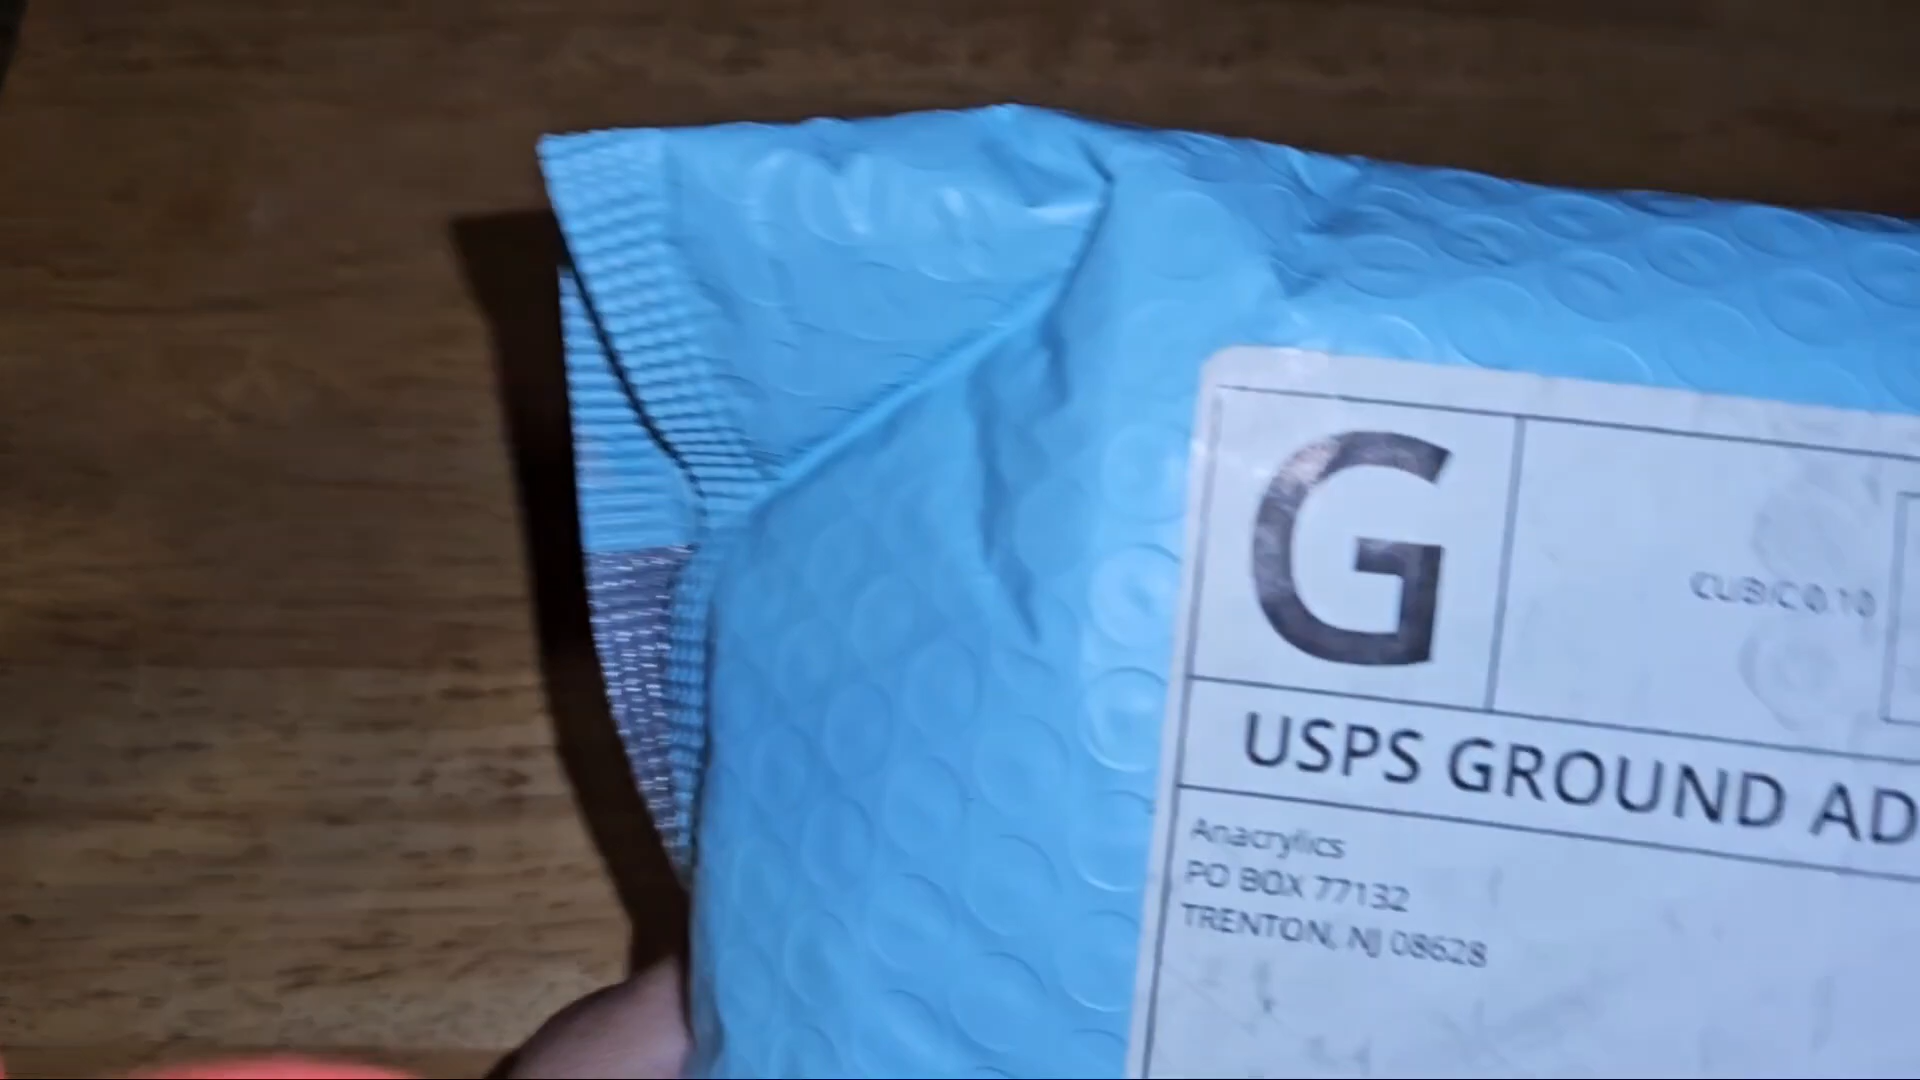 G
CUBIC 0.10
USPS GROUND AD
Anacrylics
PO BOX 77132
TRENTON, NJ 08628